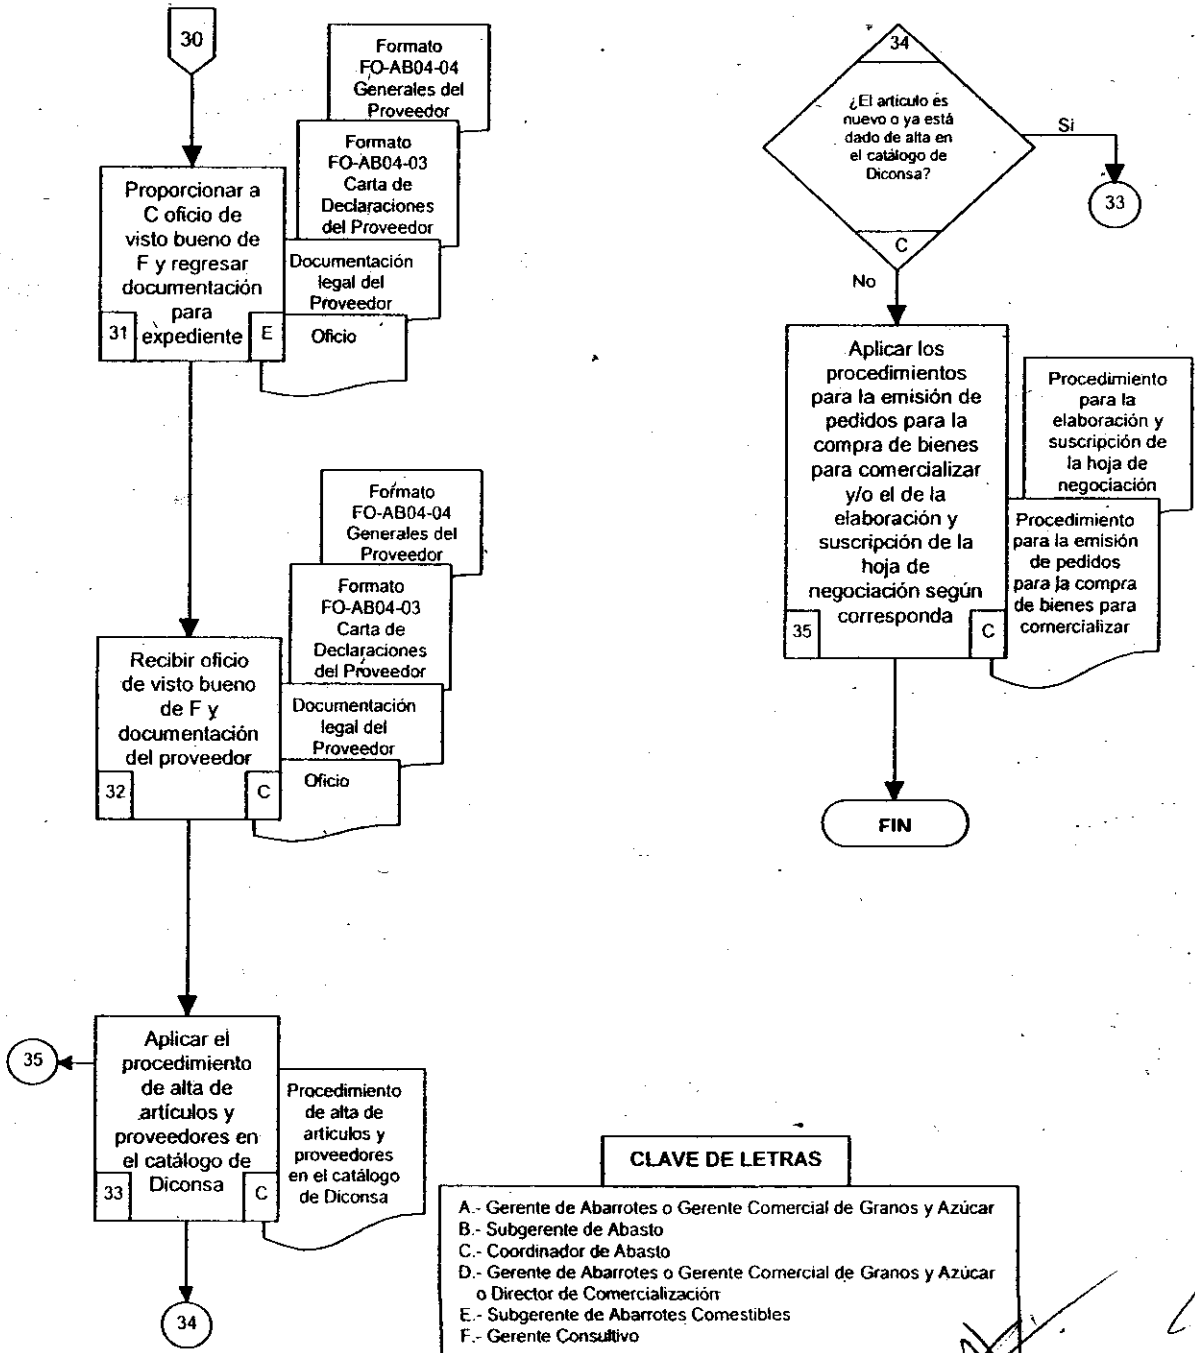 30
Formato
FO-AB04-04
Generales del
Proveedor
Formato
FO-AB04-03
Carta de
Declaraciones
del Proveedor
Documentación
legal del
Proveedor
Oficio
Proporcionar a
C oficio de
visto bueno de
F y regresar
documentación
para
expediente
31
E
Formato
FO-AB04-04
Generales del
Proveedor
Formato
FO-AB04-03
Carta de
Declaraciones
del Proveedor
Documentación
legal del
Proveedor
Oficio
Recibir oficio
de visto bueno
de F y
documentación
del proveedor
32
C
35
Aplicar el
procedimiento
de alta de
artículos y
proveedores en
el catálogo de
Diconsa
33
C
Procedimiento
de alta de
articulos y
proveedores
en el catálogo
de Diconsa
34
34
¿El artículo es
nuevo o ya está
dado de alta en
el catálogo de
Diconsa?
C
Si
33
No
Aplicar los
procedimientos
para la emisión de
pedidos para la
compra de bienes
para comercializar
y/o el de la
elaboración y
suscripción de la
hoja de
negociación según
corresponda
35
C
Procedimiento
para la
elaboración y
suscripción de
la hoja de
negociación
Procedimiento
para la emisión
de pedidos
para la compra
de bienes para
comercializar
FIN
CLAVE DE LETRAS
A.- Gerente de Abarrotes o Gerente Comercial de Granos y Azúcar
B.- Subgerente de Abasto
C.- Coordinador de Abasto
D.- Gerente de Abarrotes o Gerente Comercial de Granos y Azúcar
o Director de Comercialización
E.- Subgerente de Abarrotes Comestibles
F.- Gerente Consultivo